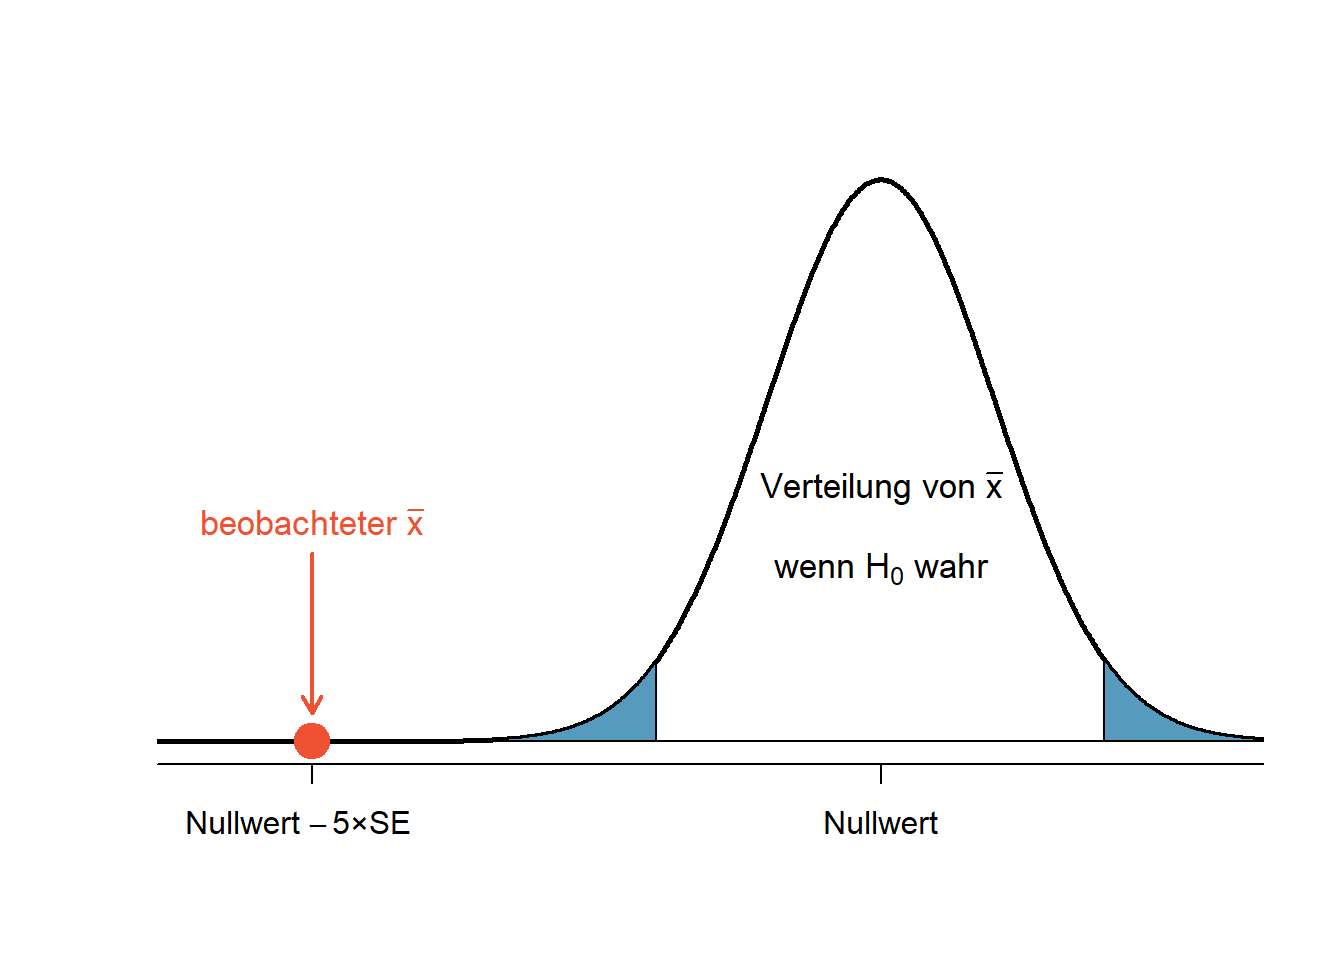 Verteilung von x̅
beobachteter x̅
wenn H₀ wahr
Nullwert – 5×SE
Nullwert